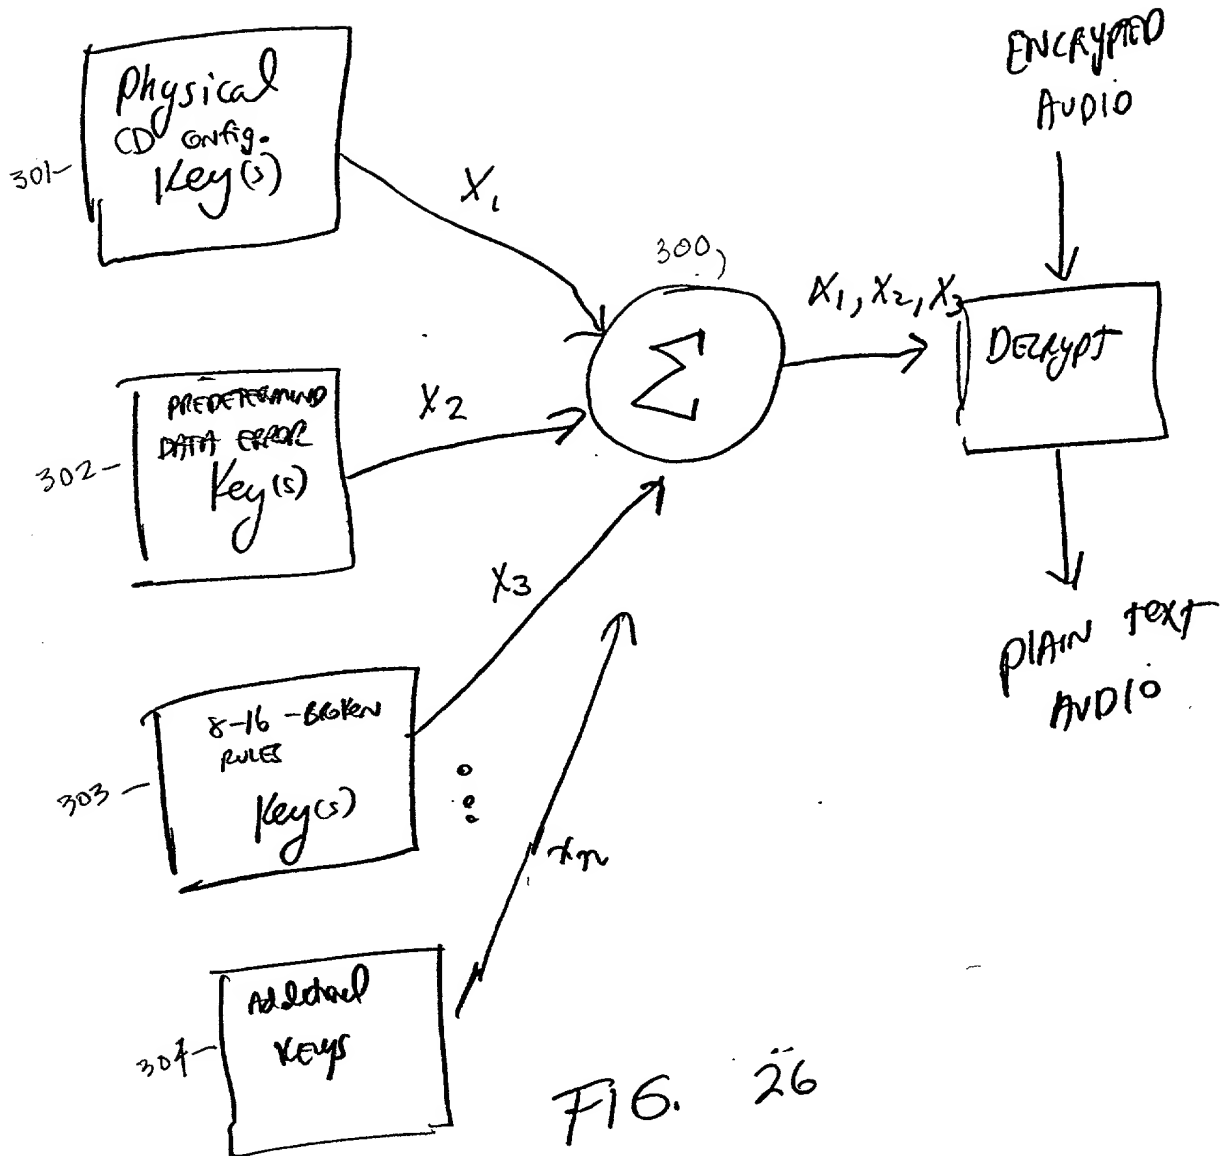 Physical
CD config.
Key(s)
301
X1
ENCRYPTED
AUDIO
300
X1, X2, X3
Σ
DECRYPT
PREDETERMIND
DATA ERROR
Key(s)
302
X2
X3
PLAIN text
AUDIO
8-16-BROKEN
RULES
Key(s)
303
xn
Additional
KEYS
304
FIG. 26